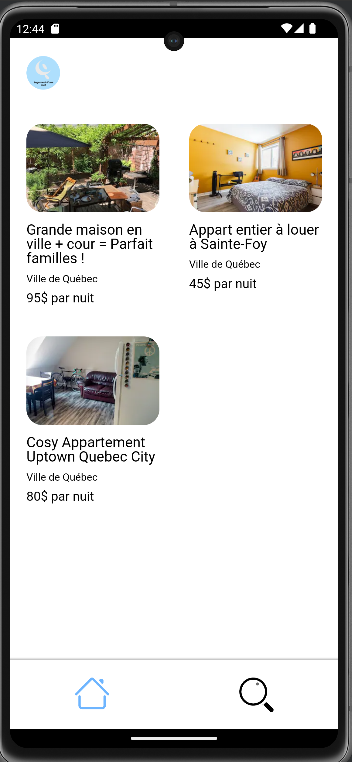 12:44
Grande maison en
ville + cour = Parfait
familles !
Ville de Québec
95$ par nuit
Appart entier à louer
à Sainte-Foy
Ville de Québec
45$ par nuit
Cosy Appartement
Uptown Quebec City
Ville de Québec
80$ par nuit